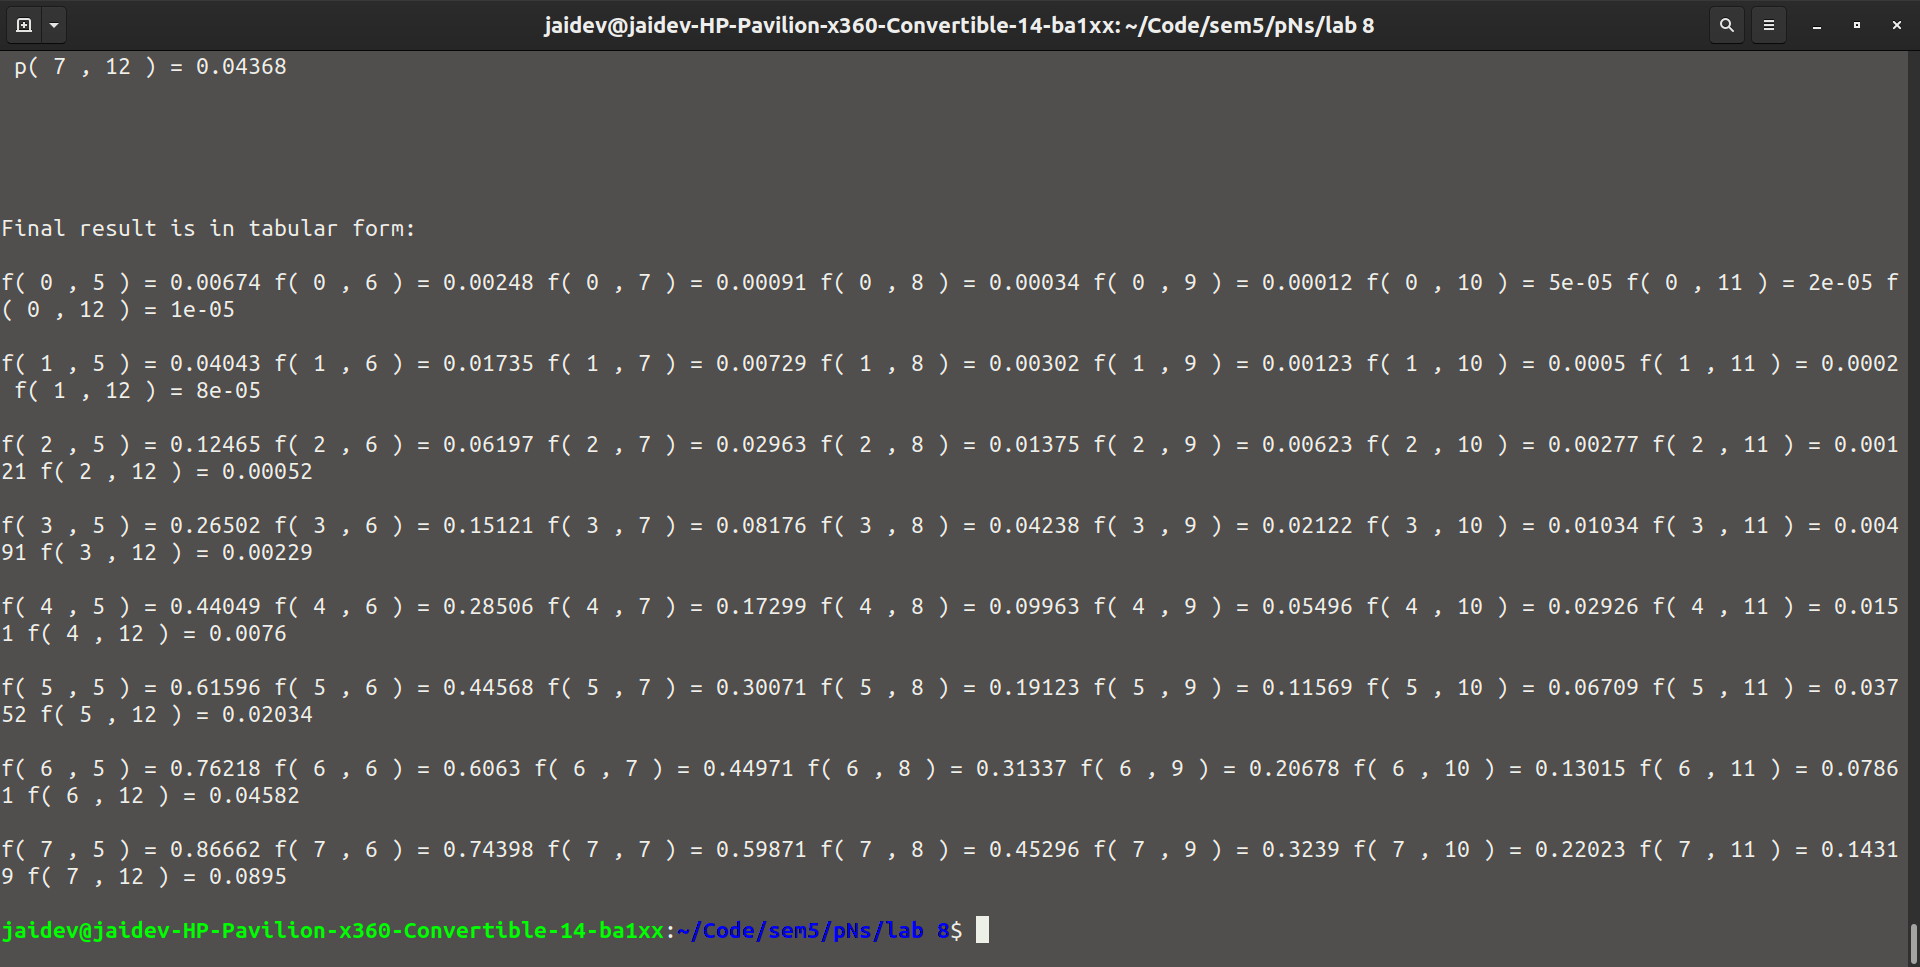 jaidev@jaidev-HP-Pavilion-x360-Convertible-14-ba1xx: ~/Code/sem5/pNs/lab 8
p( 7 , 12 ) = 0.04368
Final result is in tabular form:
f( 0 , 5 ) = 0.00674 f( 0 , 6 ) = 0.00248 f( 0 , 7 ) = 0.00091 f( 0 , 8 ) = 0.00034 f( 0 , 9 ) = 0.00012 f( 0 , 10 ) = 5e-05 f( 0 , 11 ) = 2e-05 f
( 0 , 12 ) = 1e-05
f( 1 , 5 ) = 0.04043 f( 1 , 6 ) = 0.01735 f( 1 , 7 ) = 0.00729 f( 1 , 8 ) = 0.00302 f( 1 , 9 ) = 0.00123 f( 1 , 10 ) = 0.0005 f( 1 , 11 ) = 0.0002
f( 1 , 12 ) = 8e-05
f( 2 , 5 ) = 0.12465 f( 2 , 6 ) = 0.06197 f( 2 , 7 ) = 0.02963 f( 2 , 8 ) = 0.01375 f( 2 , 9 ) = 0.00623 f( 2 , 10 ) = 0.00277 f( 2 , 11 ) = 0.001
21 f( 2 , 12 ) = 0.00052
f( 3 , 5 ) = 0.26502 f( 3 , 6 ) = 0.15121 f( 3 , 7 ) = 0.08176 f( 3 , 8 ) = 0.04238 f( 3 , 9 ) = 0.02122 f( 3 , 10 ) = 0.01034 f( 3 , 11 ) = 0.004
91 f( 3 , 12 ) = 0.00229
f( 4 , 5 ) = 0.44049 f( 4 , 6 ) = 0.28506 f( 4 , 7 ) = 0.17299 f( 4 , 8 ) = 0.09963 f( 4 , 9 ) = 0.05496 f( 4 , 10 ) = 0.02926 f( 4 , 11 ) = 0.015
1 f( 4 , 12 ) = 0.0076
f( 5 , 5 ) = 0.61596 f( 5 , 6 ) = 0.44568 f( 5 , 7 ) = 0.30071 f( 5 , 8 ) = 0.19123 f( 5 , 9 ) = 0.11569 f( 5 , 10 ) = 0.06709 f( 5 , 11 ) = 0.037
52 f( 5 , 12 ) = 0.02034
f( 6 , 5 ) = 0.76218 f( 6 , 6 ) = 0.6063 f( 6 , 7 ) = 0.44971 f( 6 , 8 ) = 0.31337 f( 6 , 9 ) = 0.20678 f( 6 , 10 ) = 0.13015 f( 6 , 11 ) = 0.0786
1 f( 6 , 12 ) = 0.04582
f( 7 , 5 ) = 0.86662 f( 7 , 6 ) = 0.74398 f( 7 , 7 ) = 0.59871 f( 7 , 8 ) = 0.45296 f( 7 , 9 ) = 0.3239 f( 7 , 10 ) = 0.22023 f( 7 , 11 ) = 0.1431
9 f( 7 , 12 ) = 0.0895
jaidev@jaidev-HP-Pavilion-x360-Convertible-14-ba1xx:~/Code/sem5/pNs/lab 8$